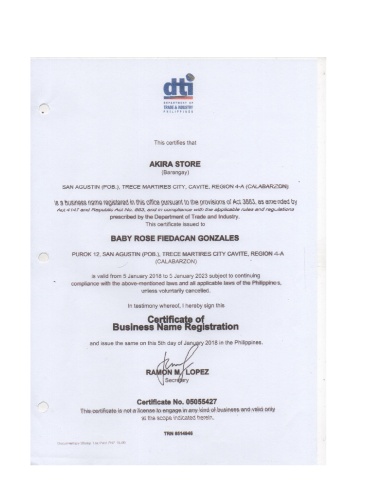 dti
DEPARTMENT OF
TRADE & INDUSTRY
PHILIPPINES
This certifies that
AKIRA STORE
(Barangay)
SAN AGUSTIN (POB.), TRECE MARTIRES CITY, CAVITE, REGION 4-A (CALABARZON)
is a business name registered in this office pursuant to the provisions of Act 3883, as amended by
Act 4147 and Republic Act No. 863, and in compliance with the applicable rules and regulations
prescribed by the Department of Trade and Industry.
This certificate issued to
BABY ROSE FIEDACAN GONZALES
PUROK 12, SAN AGUSTIN (POB.), TRECE MARTIRES CITY CAVITE, REGION 4-A
(CALABARZON)
is valid from 5 January 2018 to 5 January 2023 subject to continuing
compliance with the above-mentioned laws and all applicable laws of the Philippines,
unless voluntarily cancelled.
In testimony whereof, I hereby sign this
Certificate of
Business Name Registration
and issue the same on this 5th day of January 2018 in the Philippines.
RAMON M. LOPEZ
Secretary
Certificate No. 05055427
This certificate is not a license to engage in any kind of business and valid only
at the scope indicated herein.
TRN 6514945